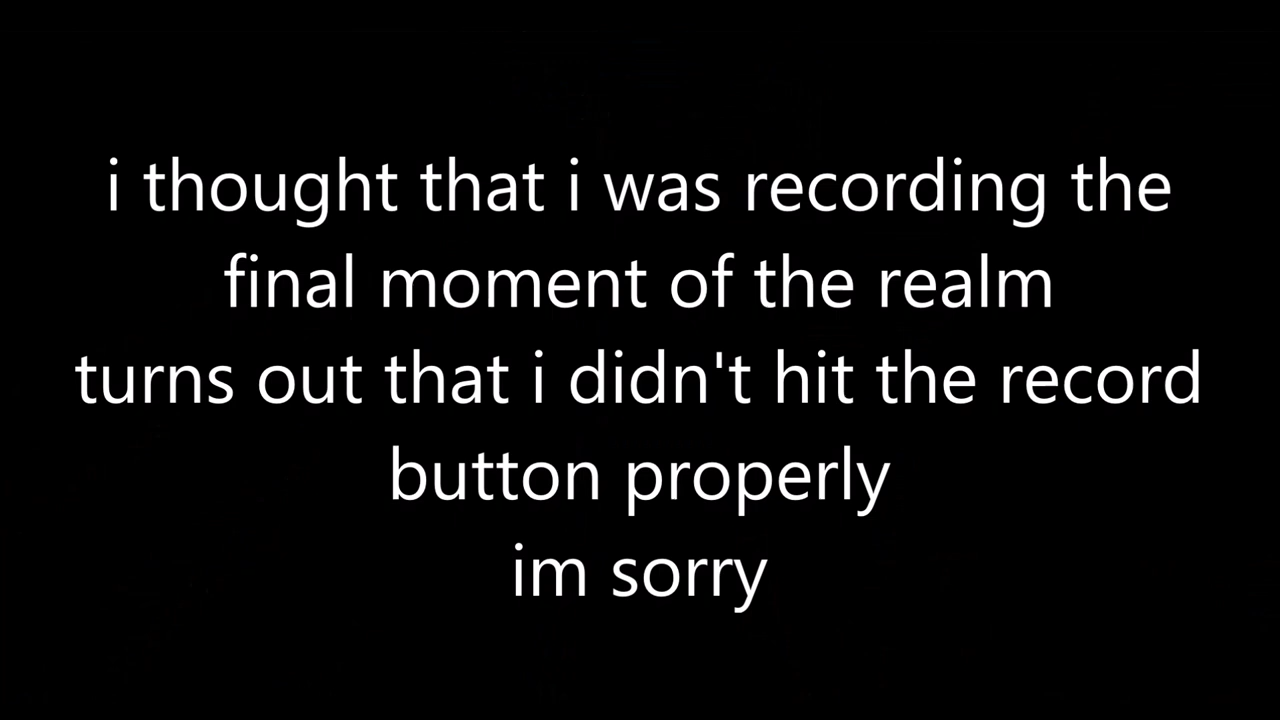 i thought that i was recording the
final moment of the realm
turns out that i didn't hit the record
button properly
im sorry